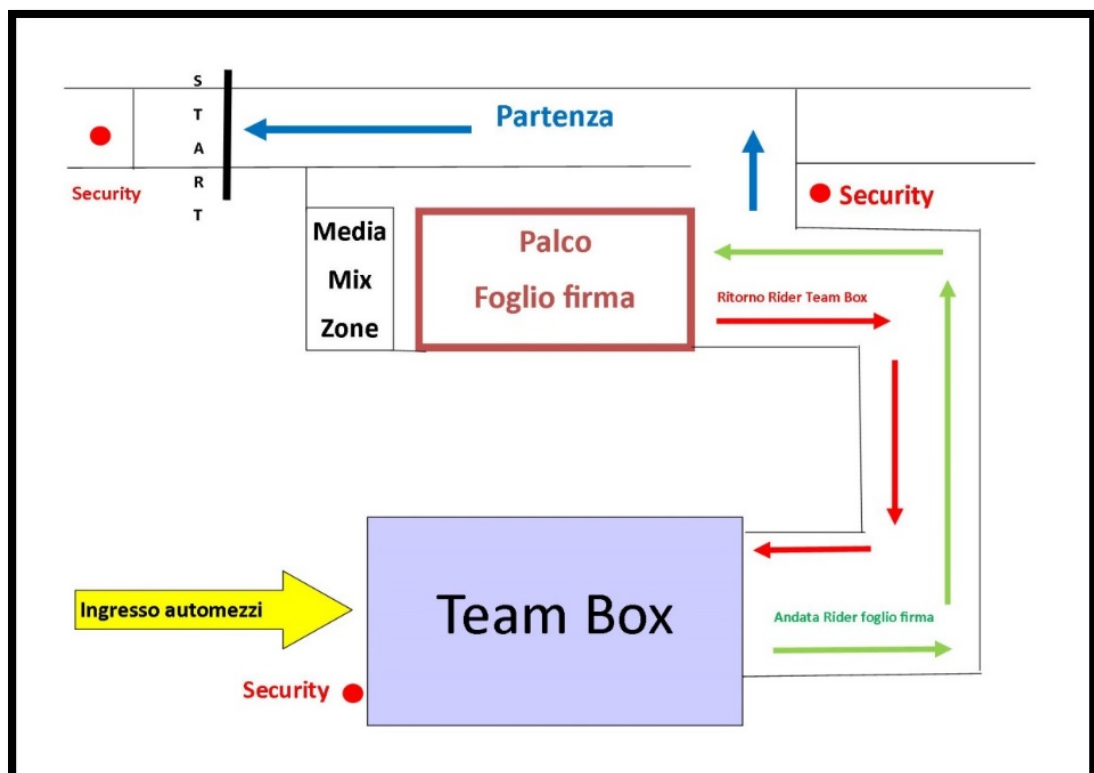 START
Partenza
Security
Security
Media
Mix
Zone
Palco
Foglio firma
Ritorno Rider Team Box
Ingresso automezzi
Team Box
Andata Rider foglio firma
Security